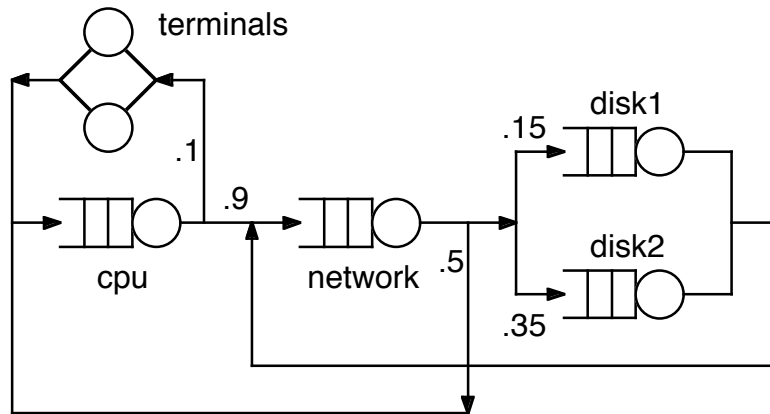 terminals
disk1
.15
.1
.9
cpu
network
.5
disk2
.35